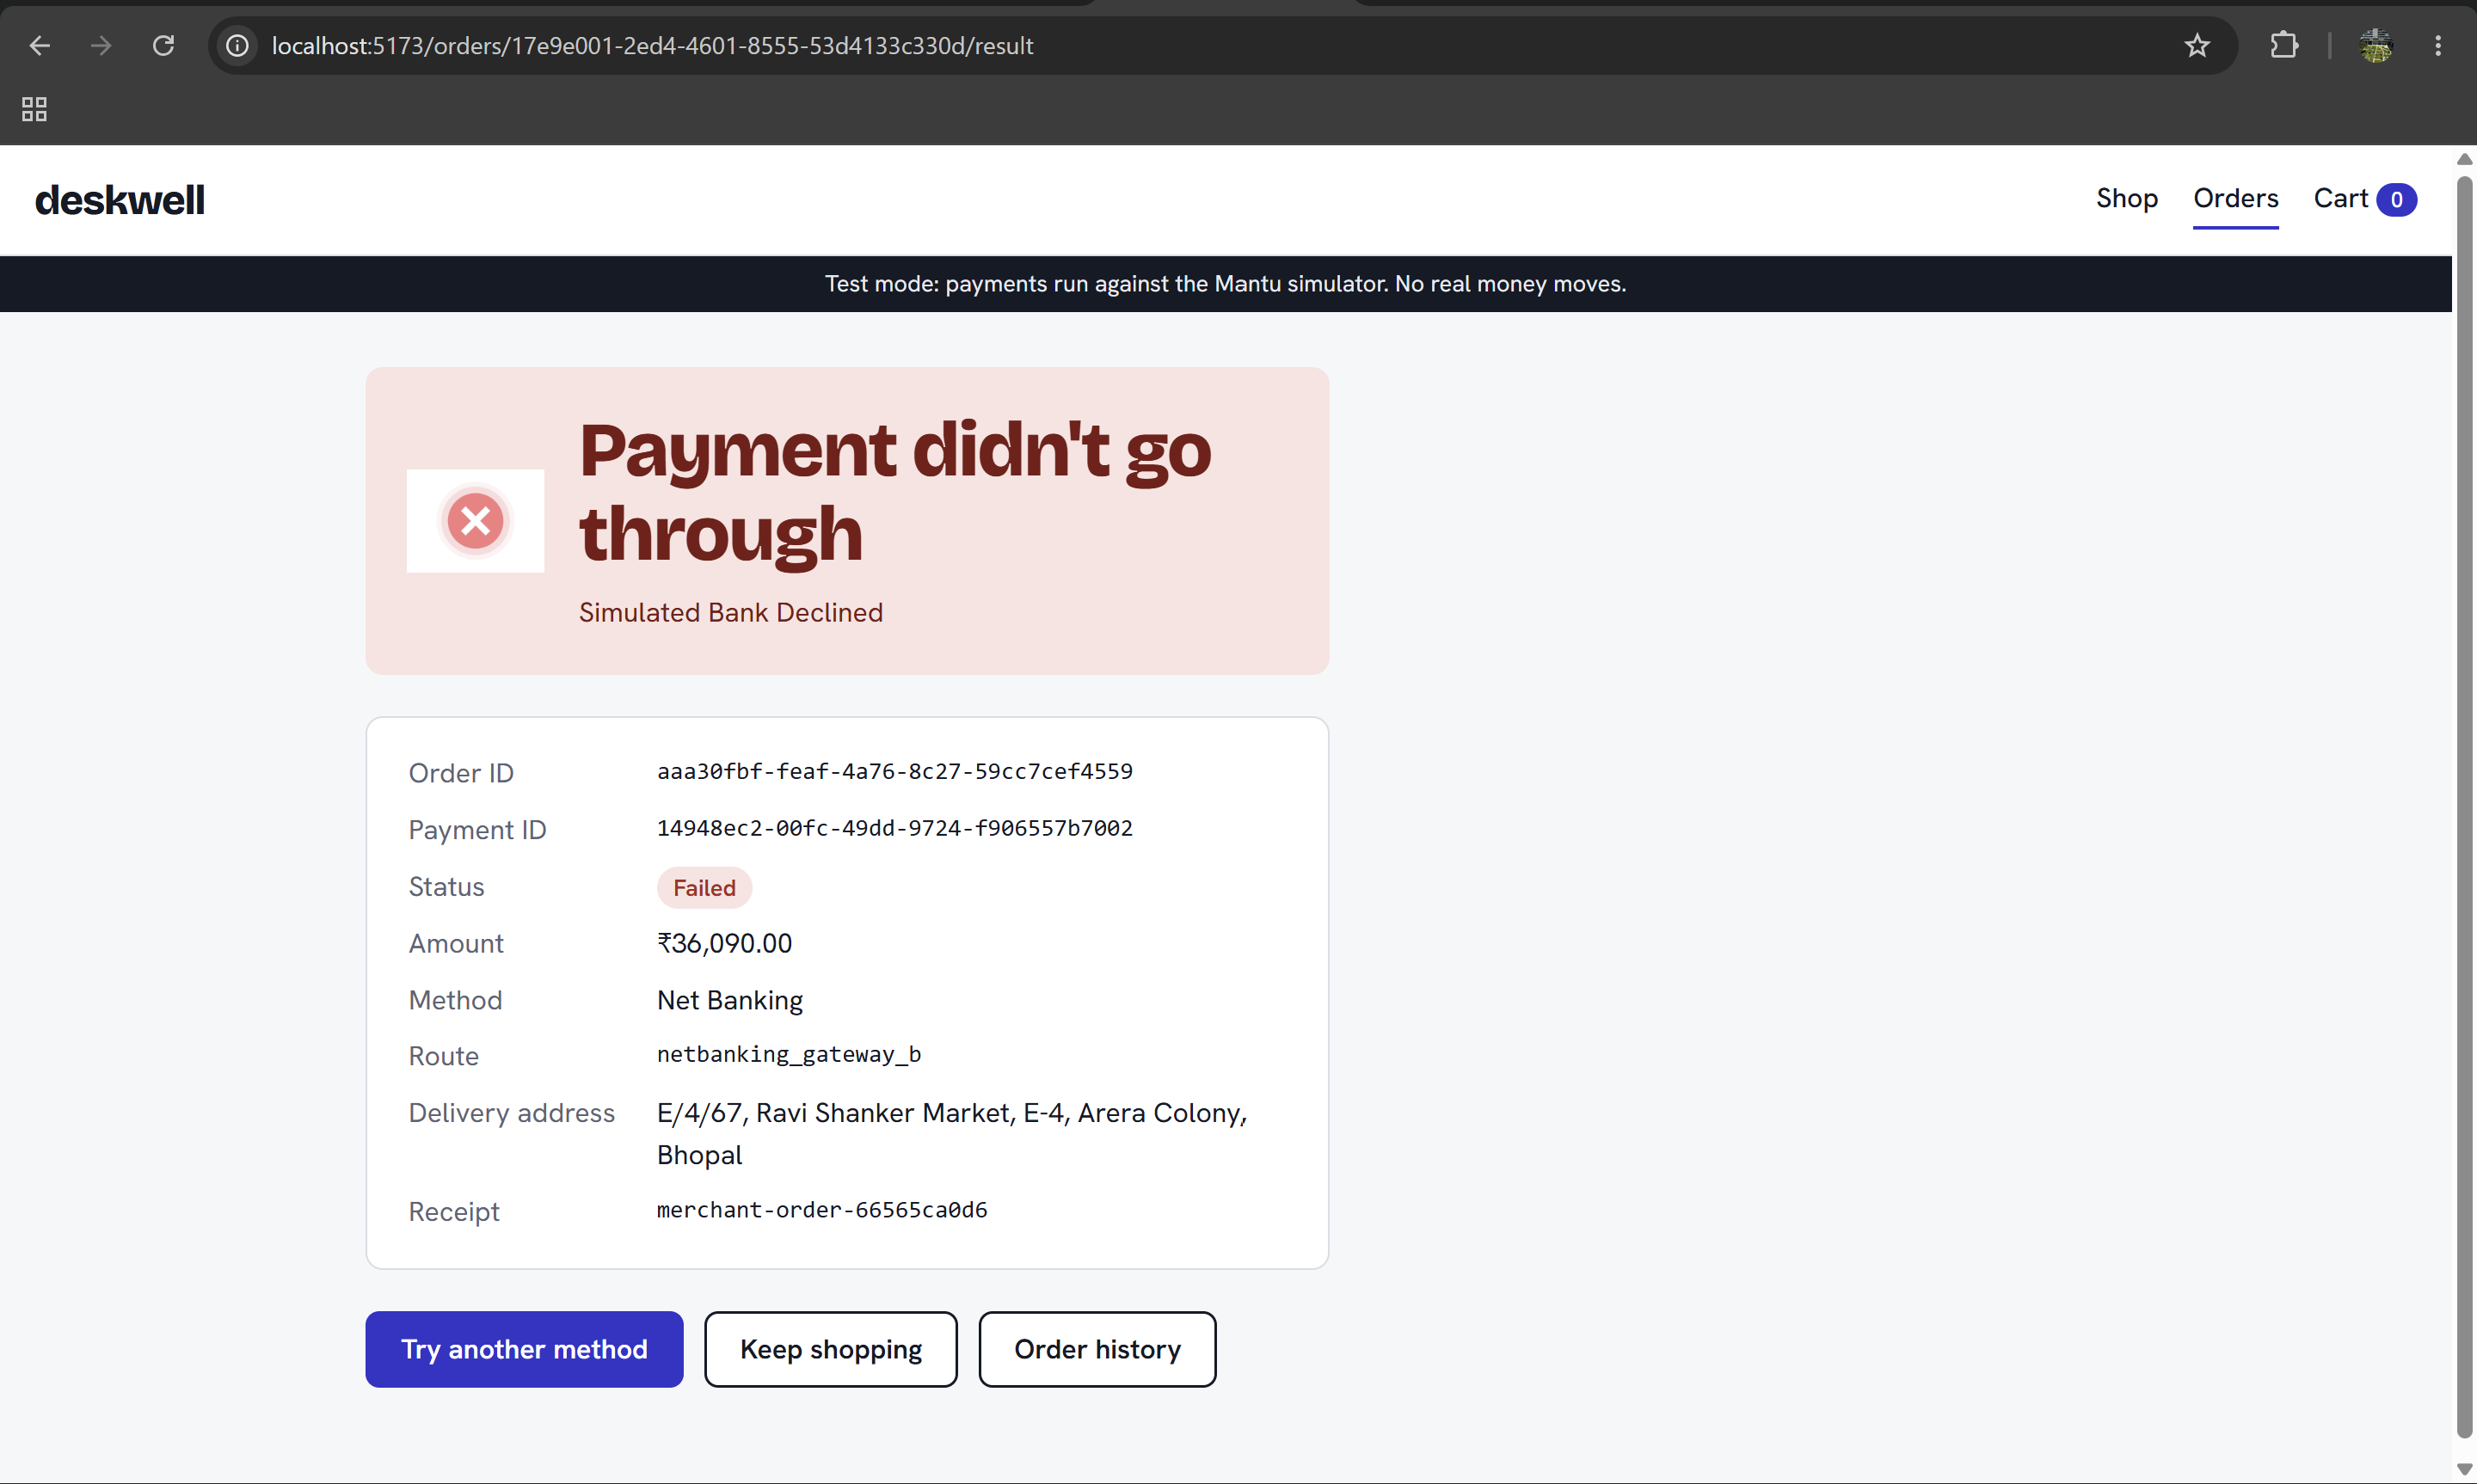 localhost:5173/orders/17e9e001-2ed4-4601-8555-53d4133c330d/result
deskwell
Shop
Orders
Cart 0
Test mode: payments run against the Mantu simulator. No real money moves.
Payment didn't go
through
Simulated Bank Declined
Order ID aaa30fbf-feaf-4a76-8c27-59cc7cef4559
Payment ID 14948ec2-00fc-49dd-9724-f906557b7002
Status Failed
Amount ₹36,090.00
Method Net Banking
Route netbanking_gateway_b
Delivery address E/4/67, Ravi Shanker Market, E-4, Arera Colony,
Bhopal
Receipt merchant-order-66565ca0d6
Try another method
Keep shopping
Order history